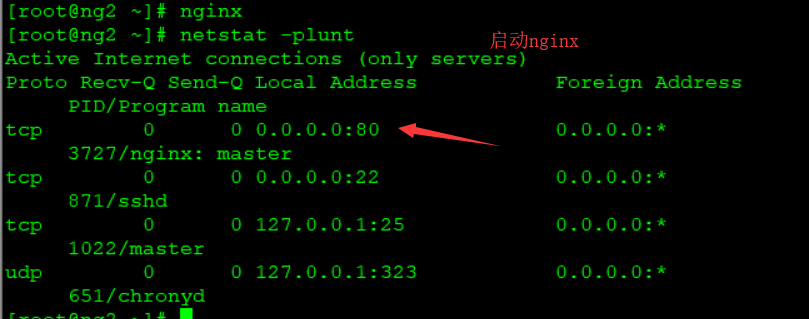 [root@ng2 ~]# nginx
[root@ng2 ~]# netstat -plunt
启动nginx
Active Internet connections (only servers)
Proto Recv-Q Send-Q Local Address Foreign Address
PID/Program name
tcp 0 0 0.0.0.0:80 0.0.0.0:*
3727/nginx: master
tcp 0 0 0.0.0.0:22 0.0.0.0:*
871/sshd
tcp 0 0 127.0.0.1:25 0.0.0.0:*
1022/master
udp 0 0 127.0.0.1:323 0.0.0.0:*
651/chronyd
[root@ng2 ~]#